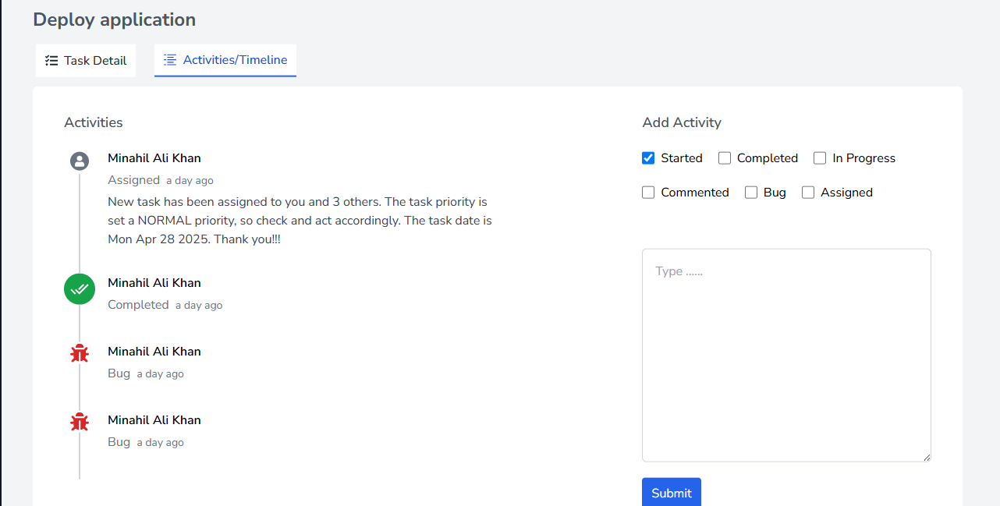 Deploy application
Task Detail
Activities/Timeline
Activities
Minahil Ali Khan
Assigned a day ago
New task has been assigned to you and 3 others. The task priority is
set a NORMAL priority, so check and act accordingly. The task date is
Mon Apr 28 2025. Thank you!!!
Minahil Ali Khan
Completed a day ago
Minahil Ali Khan
Bug a day ago
Minahil Ali Khan
Bug a day ago
Add Activity
Started Completed In Progress
Commented Bug Assigned
Type ......
Submit